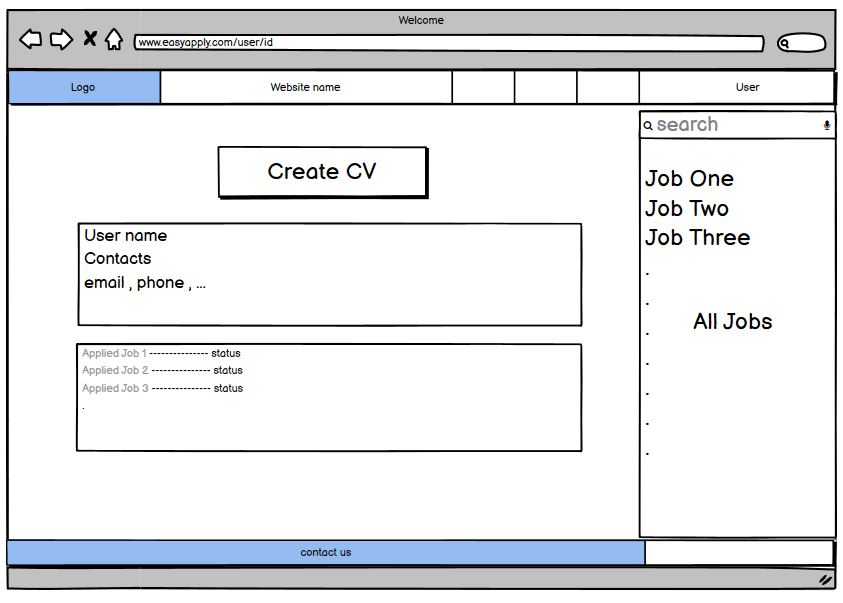 Welcome
www.easyapply.com/user/id
Logo
Website name
User
search
Create CV
Job One
Job Two
Job Three
.
.
.
.
.
.
.
All Jobs
User name
Contacts
email , phone , ...
Applied Job 1 --------------- status
Applied Job 2 --------------- status
Applied Job 3 --------------- status
.
contact us